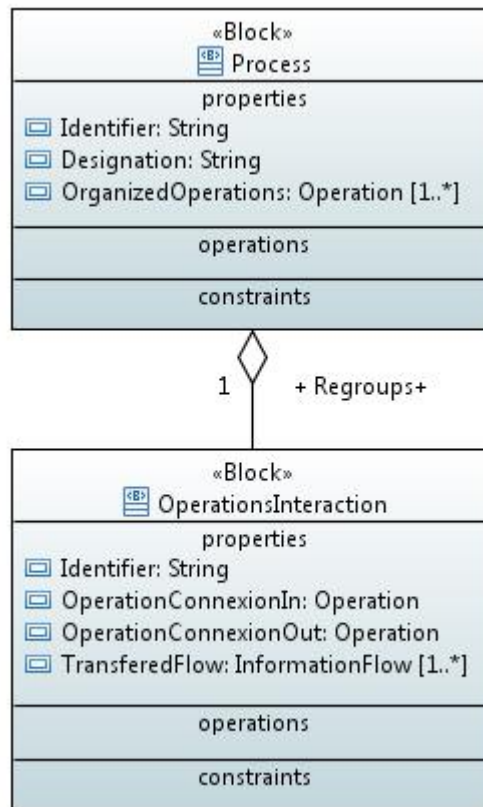 «Block»
Process
properties
Identifier: String
Designation: String
OrganizedOperations: Operation [1..*]
operations
constraints
1 + Regroups+
«Block»
OperationsInteraction
properties
Identifier: String
OperationConnexionIn: Operation
OperationConnexionOut: Operation
TransferedFlow: InformationFlow [1..*]
operations
constraints